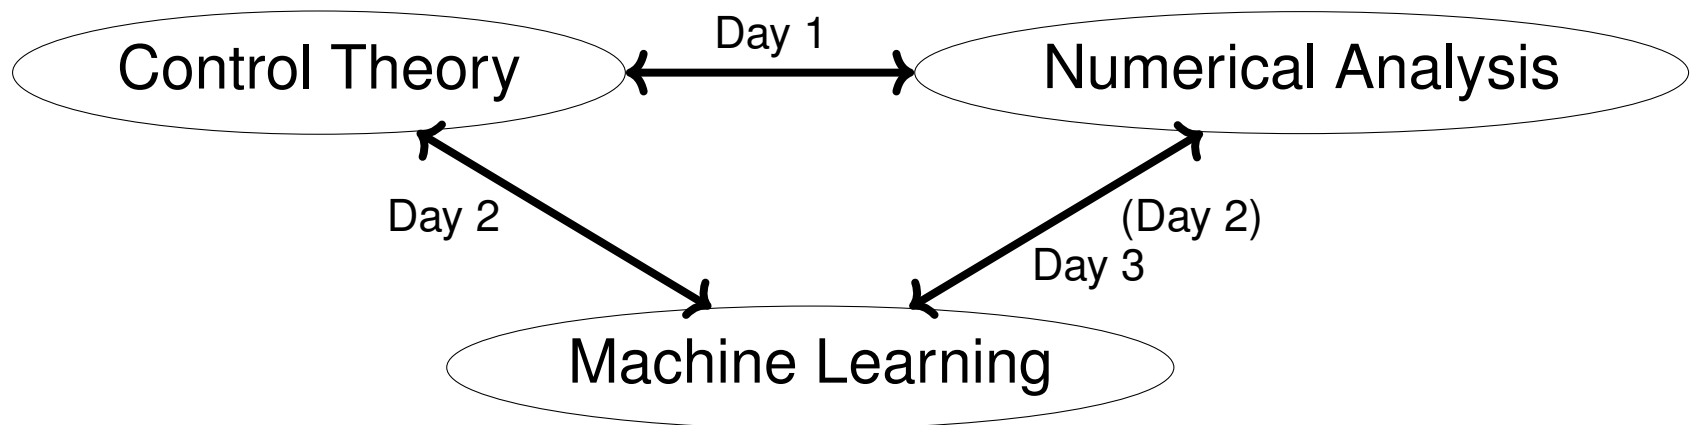 Day 1
Control Theory
Numerical Analysis
Day 2
(Day 2)
Day 3
Machine Learning